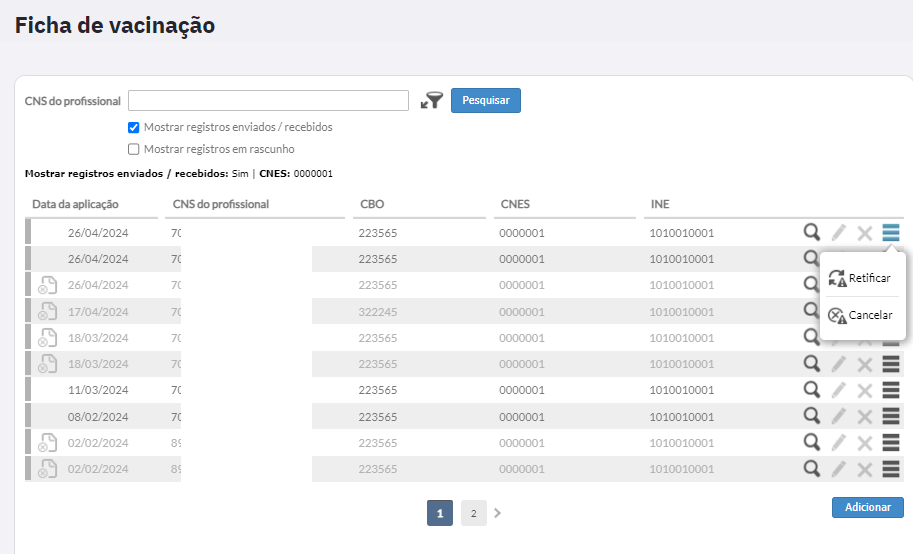 Ficha de vacinação
CNS do profissional Pesquisar
Mostrar registros enviados / recebidos
Mostrar registros em rascunho
Mostrar registros enviados / recebidos: Sim | CNES: 0000001
Data da aplicação CNS do profissional CBO CNES INE
26/04/2024 70 223565 0000001 1010010001
26/04/2024 70 223565 0000001 1010010001
26/04/2024 70 223565 0000001 1010010001
Retificar
17/04/2024 70 322245 0000001 1010010001
Cancelar
18/03/2024 70 223565 0000001 1010010001
18/03/2024 70 223565 0000001 1010010001
11/03/2024 70 223565 0000001 1010010001
08/02/2024 70 223565 0000001 1010010001
02/02/2024 89 223565 0000001 1010010001
02/02/2024 89 223565 0000001 1010010001
1 2
Adicionar